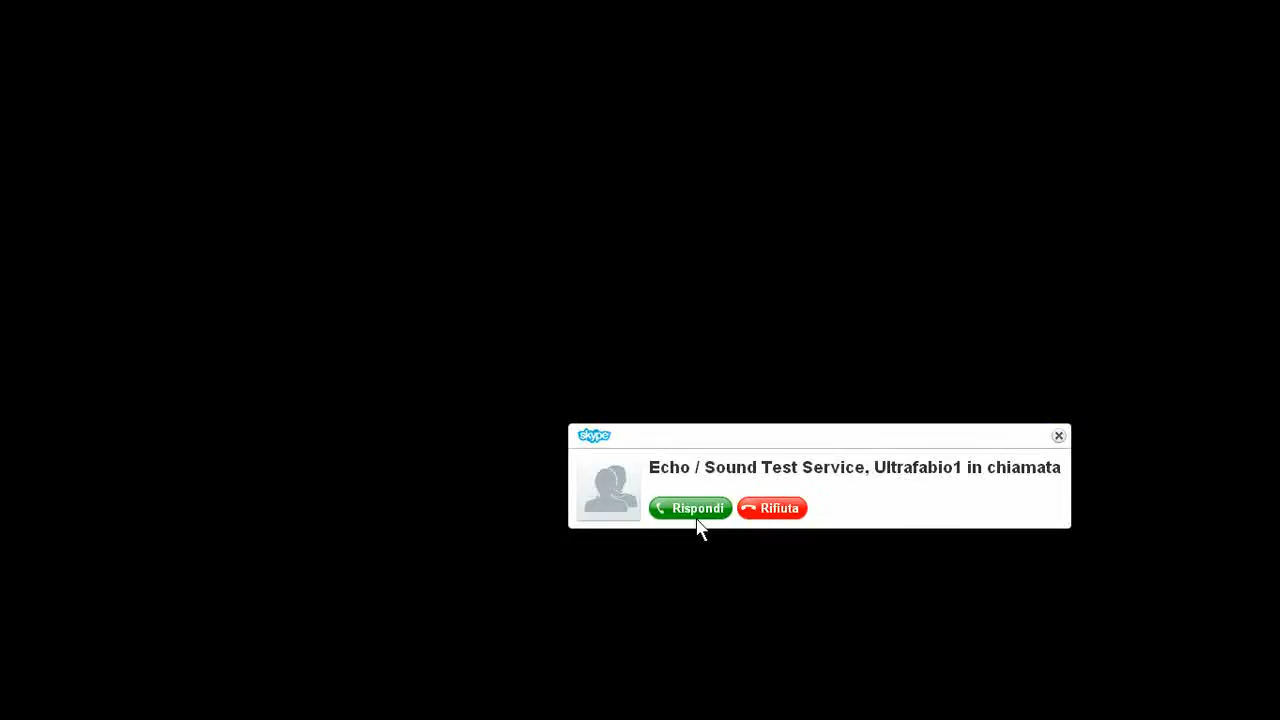 skype
Echo / Sound Test Service, Ultrafabio1 in chiamata
Rispondi
Rifiuta